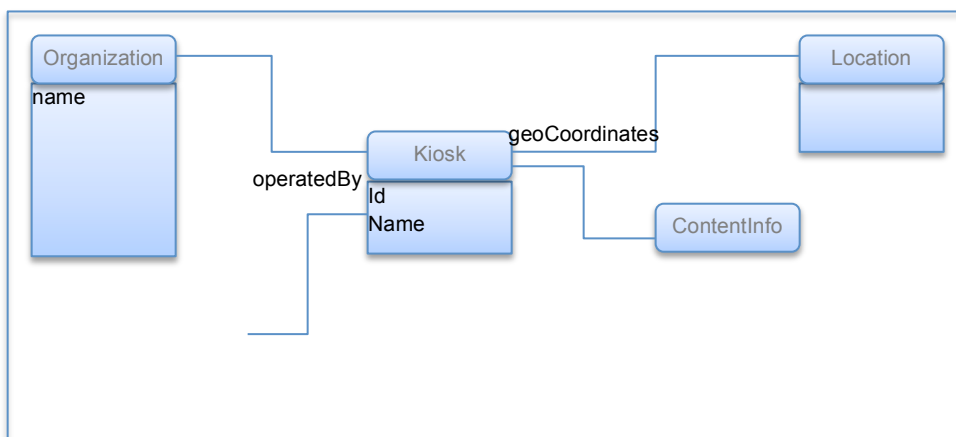 Organization
name
Location
geoCoordinates
Kiosk
operatedBy
Id
Name
ContentInfo